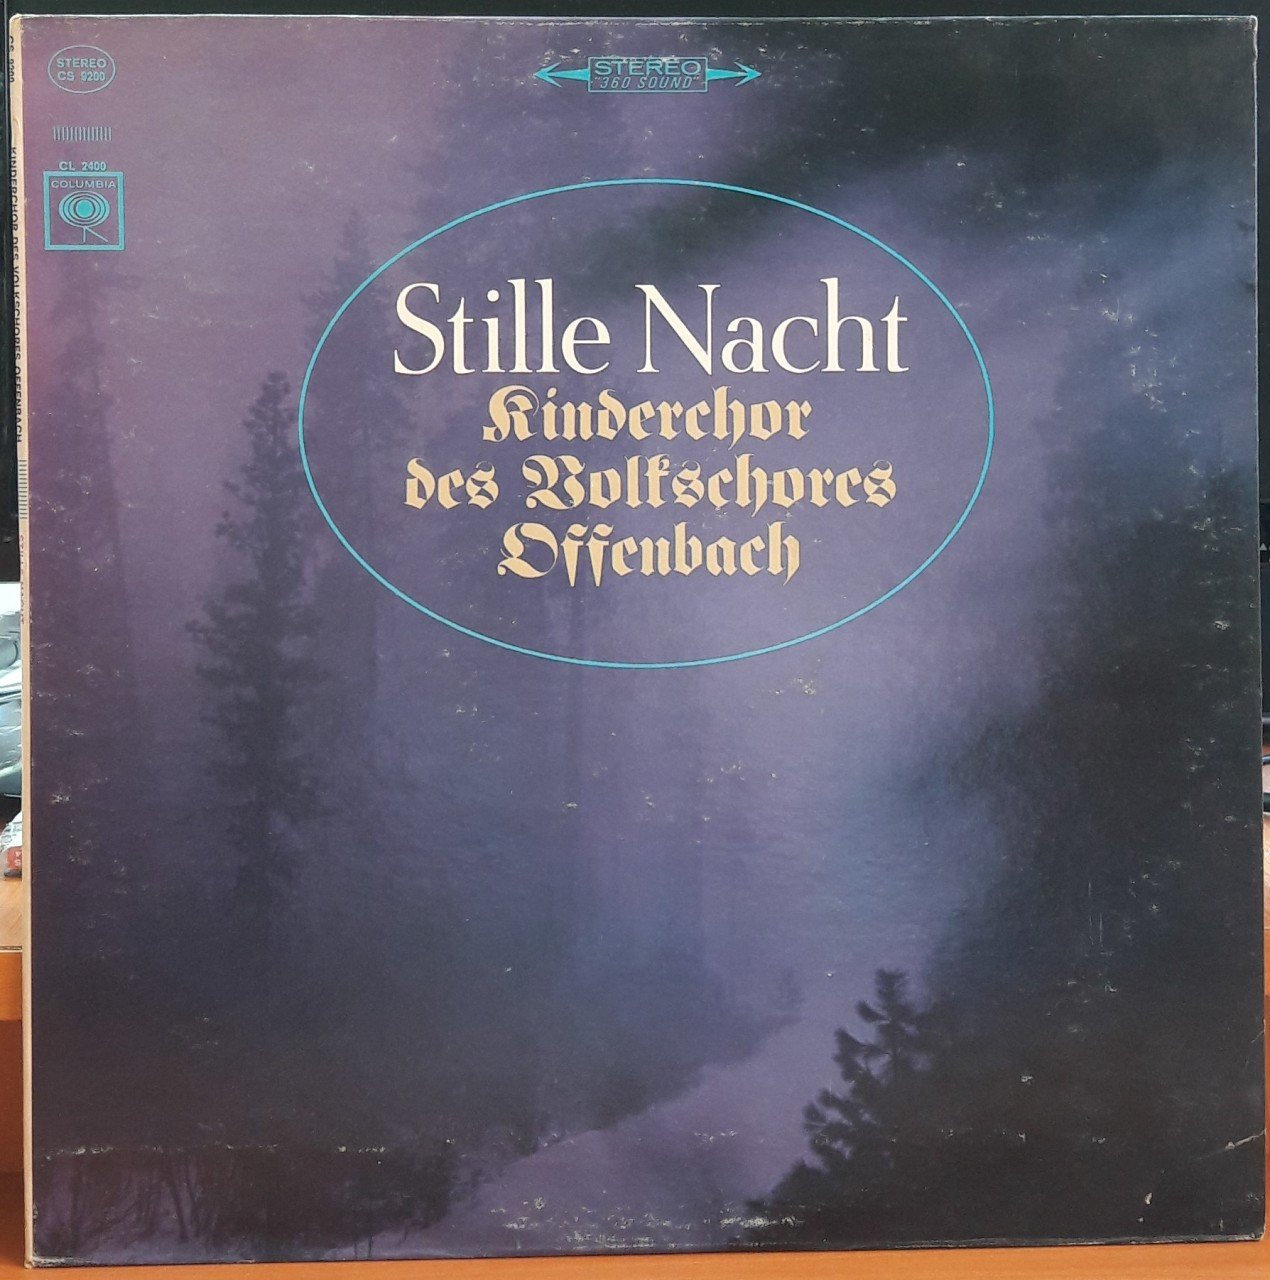 STEREO
CS 9200
CL 2400
COLUMBIA
STEREO
"360 SOUND"
Stille Nacht
Kinderchor
des Volkschores
Offenbach
KINDERCHOR DES VOLKSCHORES OFFENBACH